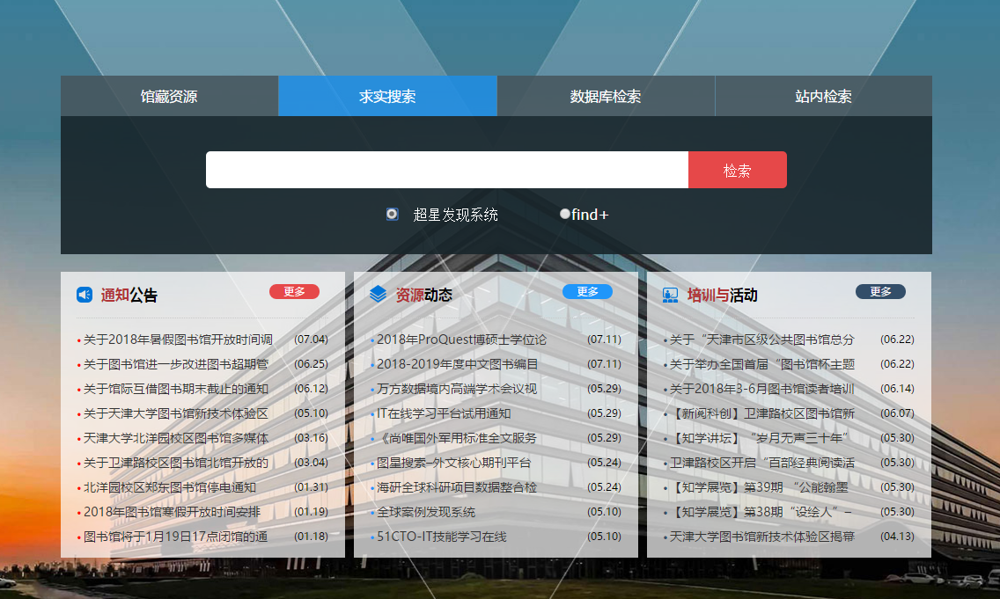 馆藏资源
求实搜索
数据库检索
站内检索
检索
超星发现系统
find+
通知公告
更多
关于2018年暑假图书馆开放时间调 (07.04)
关于图书馆进一步改进图书超期管 (06.25)
关于馆际互借图书期末截止的通知 (06.12)
关于天津大学图书馆新技术体验区 (05.10)
天津大学北洋园校区图书馆多媒体 (03.16)
关于卫津路校区图书馆北馆开放的 (03.04)
北洋园校区郑东图书馆停电通知 (01.31)
2018年图书馆寒假开放时间安排 (01.19)
图书馆将于1月19日17点闭馆的通 (01.18)
资源动态
更多
2018年ProQuest博硕士学位论 (07.11)
2018-2019年度中文图书编目 (07.11)
万方数据境内高端学术会议视 (05.29)
IT在线学习平台试用通知 (05.29)
《尚唯国外军用标准全文服务 (05.29)
图星搜索–外文核心期刊平台 (05.24)
海研全球科研项目数据整合检 (05.24)
全球案例发现系统 (05.10)
51CTO-IT技能学习在线 (05.10)
培训与活动
更多
关于“天津市区级公共图书馆总分 (06.22)
关于举办全国首届“图书馆杯主题 (06.22)
关于2018年3-6月图书馆读者培训 (06.14)
【新阅科创】卫津路校区图书馆新 (06.07)
【知学讲坛】“岁月无声三十年” (05.30)
卫津路校区开启“百部经典阅读活 (05.30)
【知学展览】第39期 “公能翰墨 (05.30)
【知学展览】第38期“设绘人”– (05.30)
天津大学图书馆新技术体验区揭幕 (04.13)